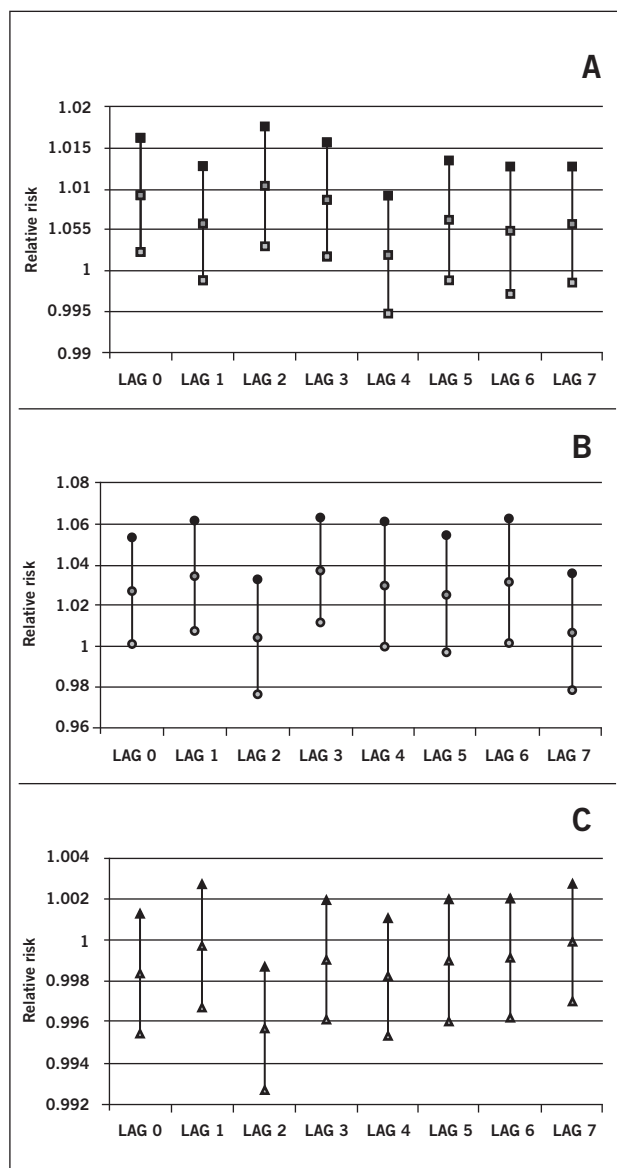 A
1.02
1.015
1.01
1.055
1
0.995
0.99
Relative risk
LAG 0 LAG 1 LAG 2 LAG 3 LAG 4 LAG 5 LAG 6 LAG 7
B
1.08
1.06
1.04
1.02
1
0.98
0.96
Relative risk
LAG 0 LAG 1 LAG 2 LAG 3 LAG 4 LAG 5 LAG 6 LAG 7
C
1.004
1.002
1
0.998
0.996
0.994
0.992
Relative risk
LAG 0 LAG 1 LAG 2 LAG 3 LAG 4 LAG 5 LAG 6 LAG 7